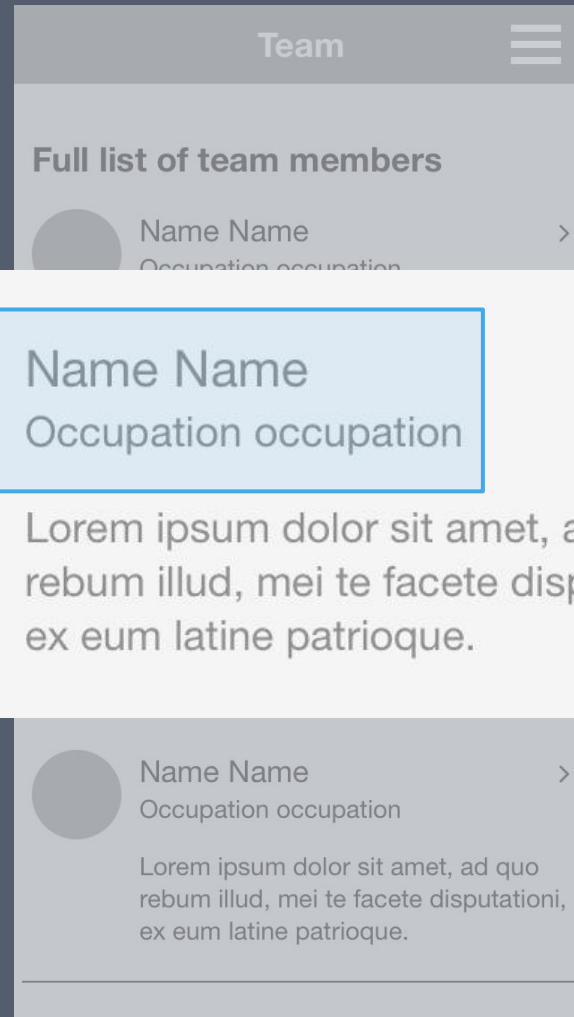 Team
Full list of team members
Name Name
Occupation occupation
Name Name
Occupation occupation
Lorem ipsum dolor sit amet,
rebum illud, mei te facete
ex eum latine patrioque.
Name Name
Occupation occupation
Lorem ipsum dolor sit amet, ad quo
rebum illud, mei te facete disputationi,
ex eum latine patrioque.